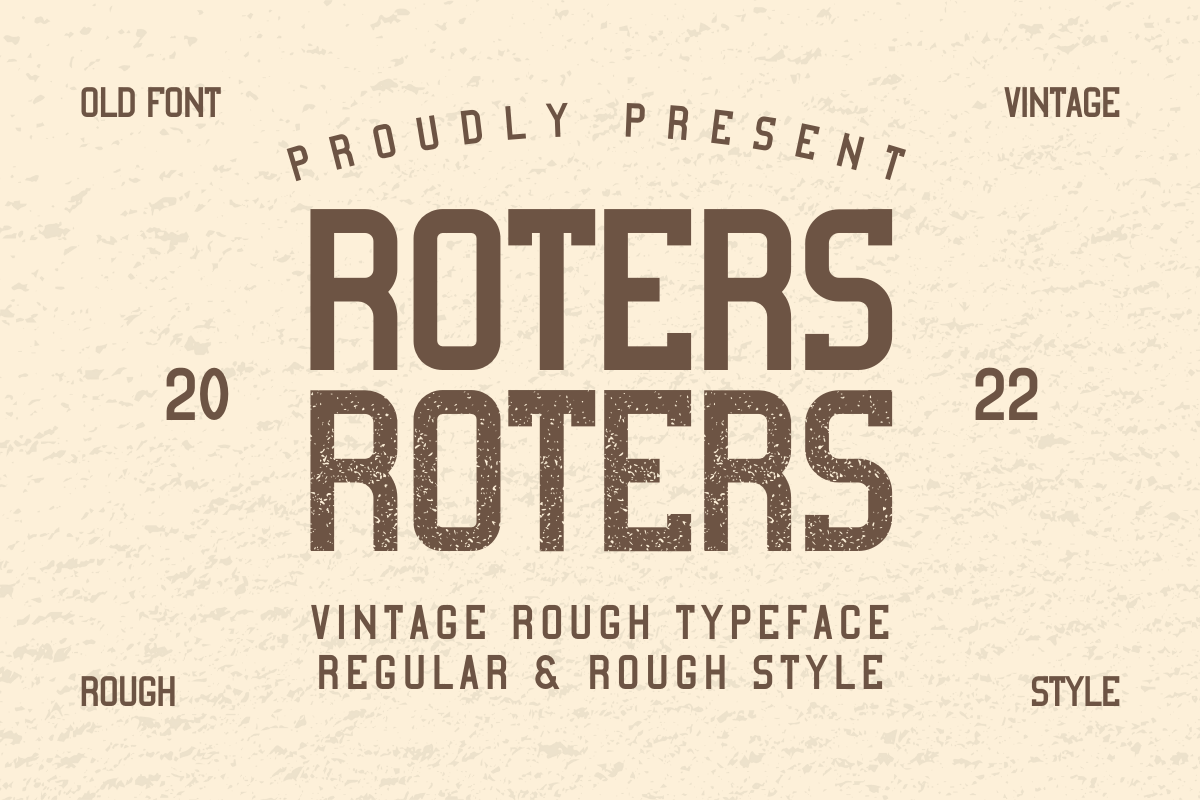 OLD FONT
VINTAGE
PROUDLY PRESENT
ROTERS
20
22
ROTERS
VINTAGE ROUGH TYPEFACE
REGULAR & ROUGH STYLE
ROUGH
STYLE